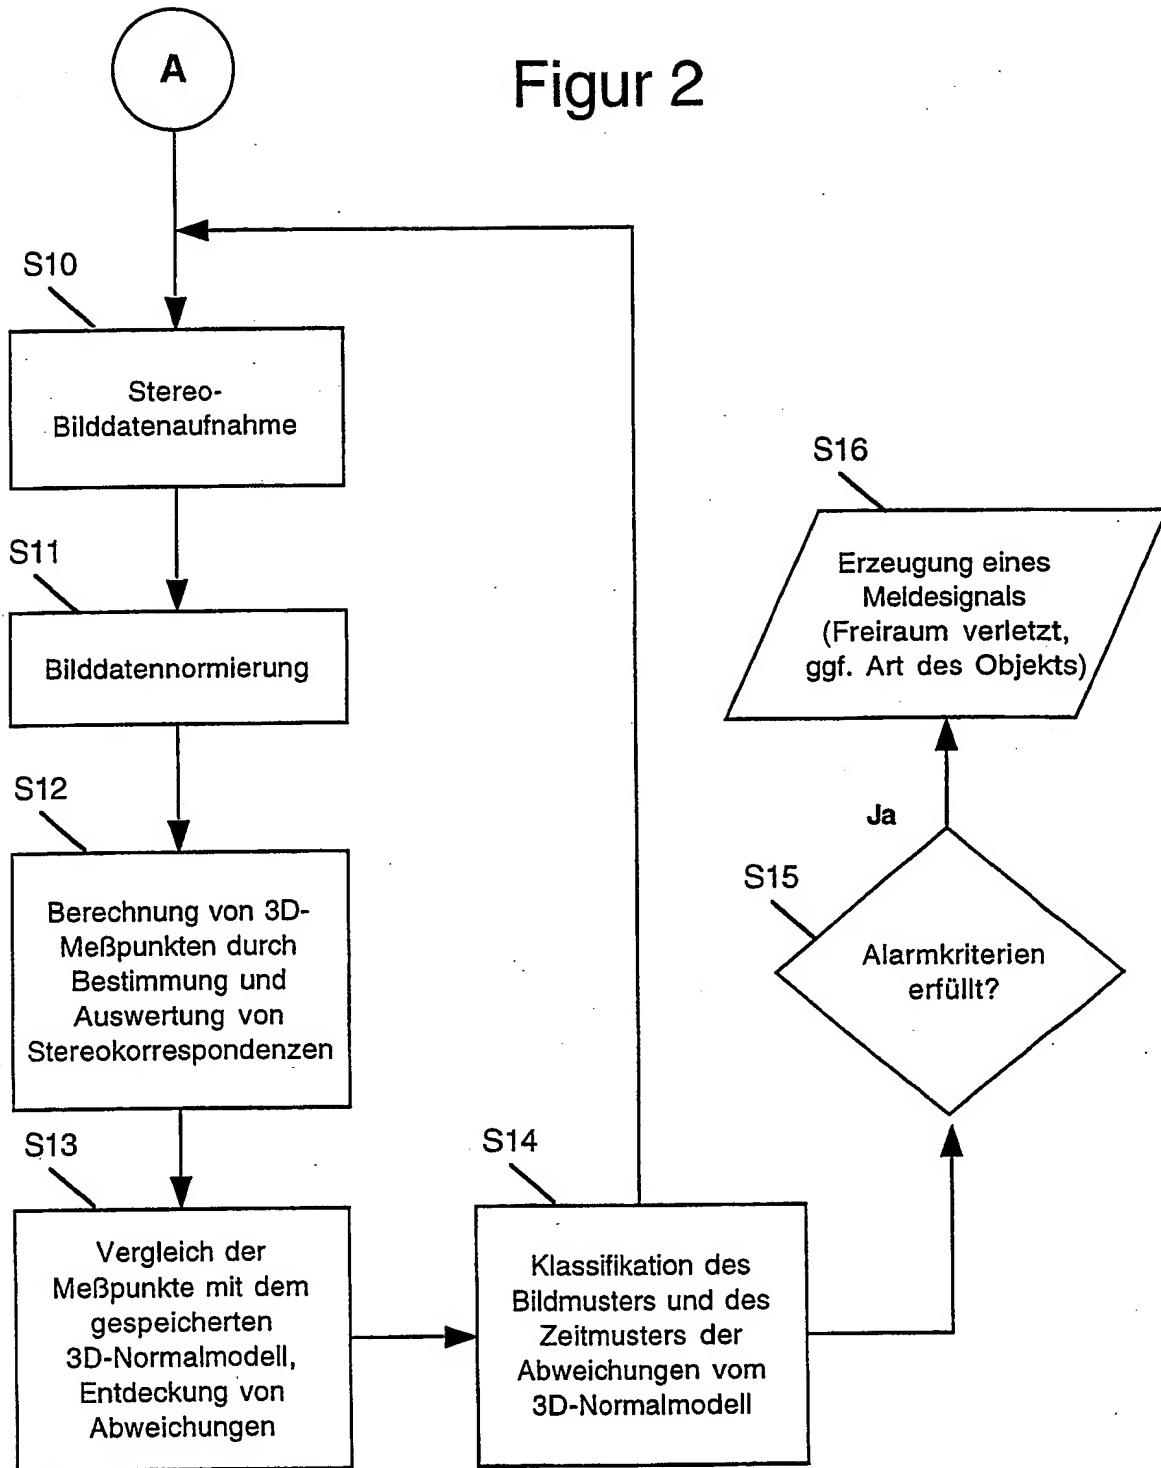 A
Figur 2
S10
Stereo-
Bilddatenaufnahme
S11
Bilddatennormierung
S12
Berechnung von 3D-
Meßpunkten durch
Bestimmung und
Auswertung von
Stereokorrespondenzen
S13
Vergleich der
Meßpunkte mit dem
gespeicherten
3D-Normalmodell,
Entdeckung von
Abweichungen
S14
Klassifikation des
Bildmusters und des
Zeitmusters der
Abweichungen vom
3D-Normalmodell
S15
Alarmkriterien
erfüllt?
Ja
S16
Erzeugung eines
Meldesignals
(Freiraum verletzt,
ggf. Art des Objekts)